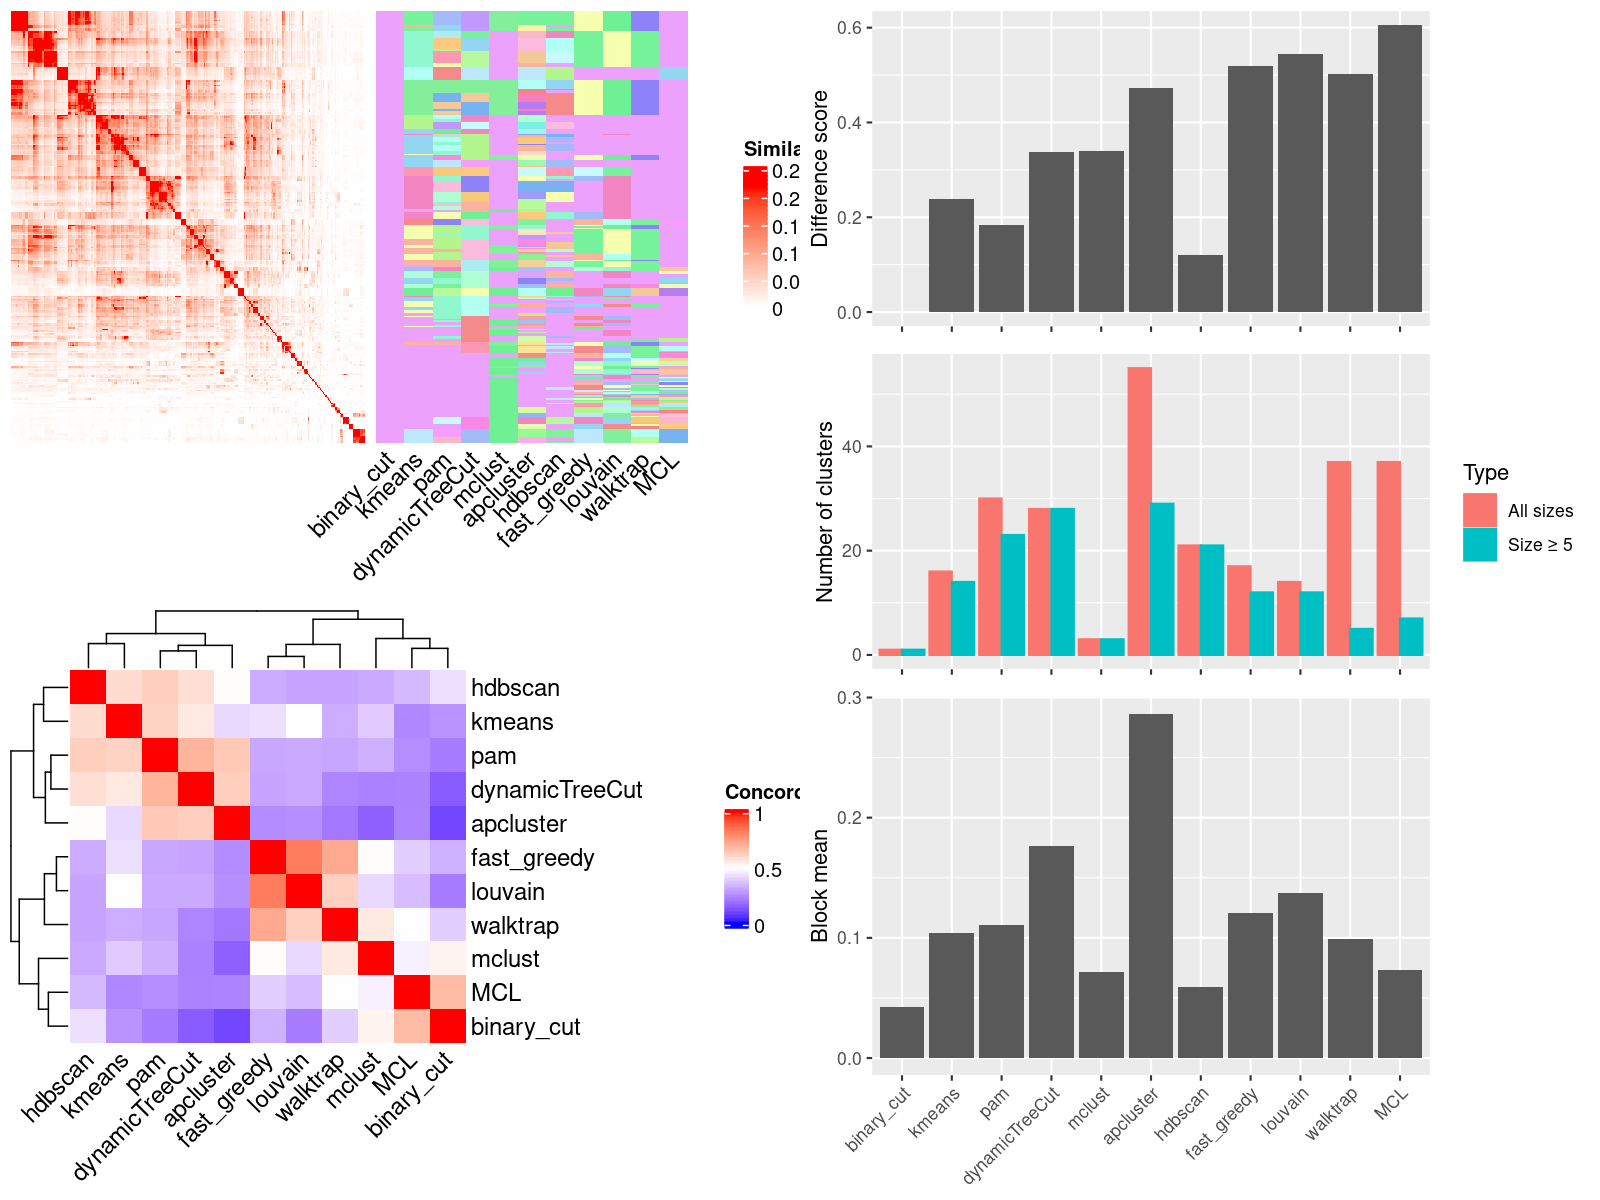 Simila
0.2
0.2
0.1
0.1
0.0
0
binary_cut
kmeans
pam
dynamicTreeCut
mclust
apcluster
hdbscan
fast_greedy
louvain
walktrap
MCL
hdbscan
kmeans
pam
dynamicTreeCut
apcluster
fast_greedy
louvain
walktrap
mclust
MCL
binary_cut
hdbscan
kmeans
pam
dynamicTreeCut
apcluster
fast_greedy
louvain
walktrap
mclust
MCL
binary_cut
Concord
1
0.5
0
Difference score
0.6
0.4
0.2
0.0
Number of clusters
40
20
0
Type
All sizes
Size ≥ 5
Block mean
0.3
0.2
0.1
0.0
binary_cut
kmeans
pam
dynamicTreeCut
mclust
apcluster
hdbscan
fast_greedy
louvain
walktrap
MCL